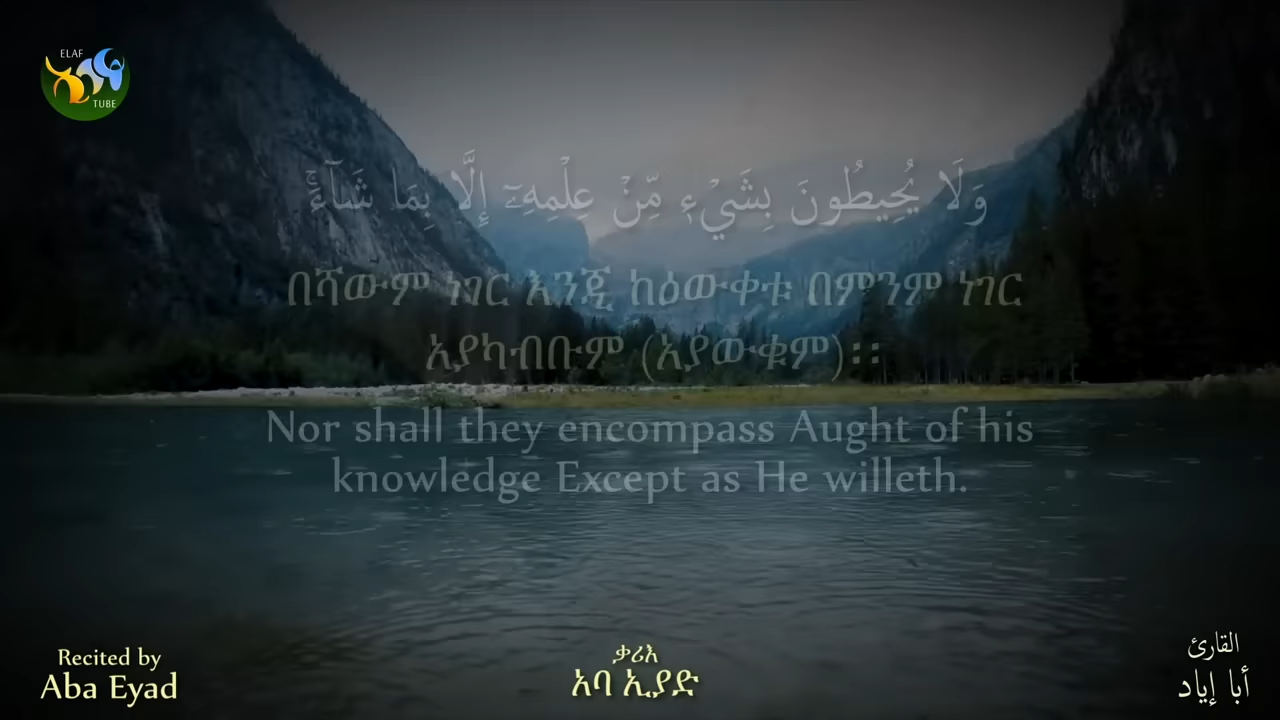 ELAF
TUBE
وَلَا يُحِيطُونَ بِشَيْءٍ مِّنْ عِلْمِهِۦٓ إِلَّا بِمَا شَآءَۚ
በሻውም ነገር እንጂ ከዕውቀቱ በምንም ነገር
አያካብቡም (አያውቁም)፡፡
Nor shall they encompass Aught of his
knowledge Except as He willeth.
Recited by
Aba Eyad
ቃሪእ
አባ ኢያድ
القارئ
أبا إياد